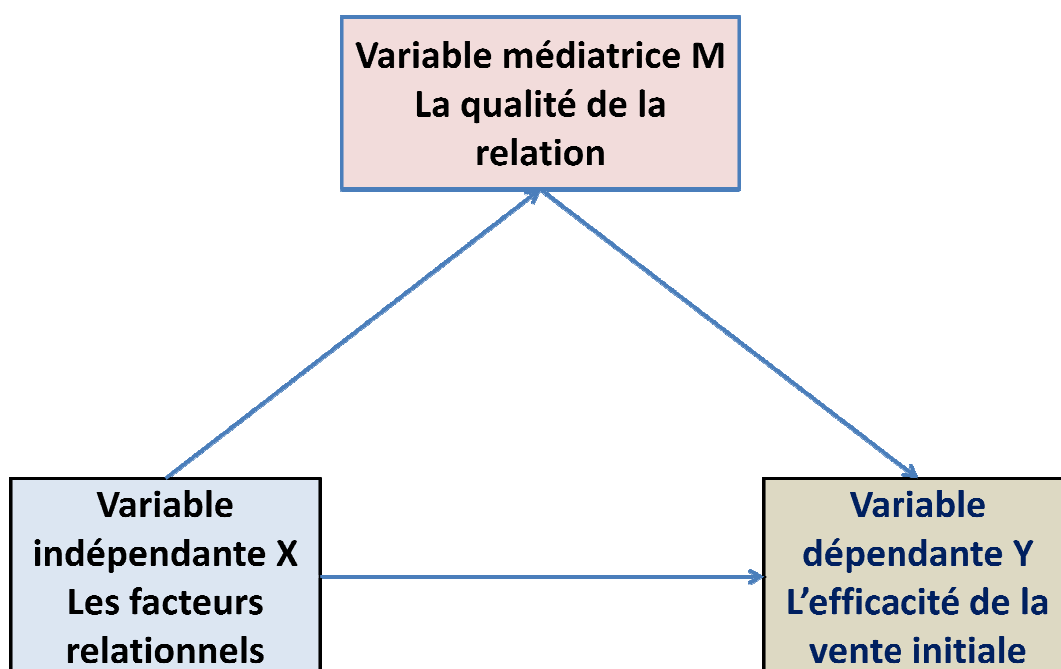 Variable médiatrice M
La qualité de la
relation
Variable
indépendante X
Les facteurs
relationnels
Variable
dépendante Y
L’efficacité de la
vente initiale